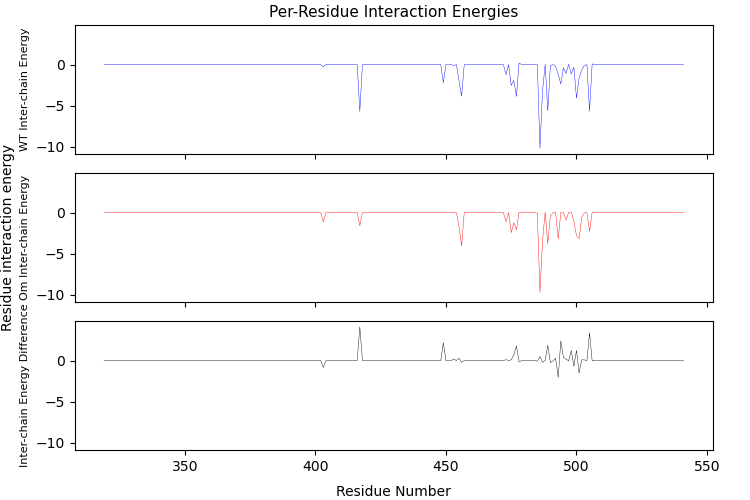 Per-Residue Interaction Energies
WT Inter-chain Energy
0
−5
−10
Residue interaction energy
Om Inter-chain Energy
0
−5
−10
Inter-chain Energy Difference
0
−5
−10
350
400
450
500
550
Residue Number